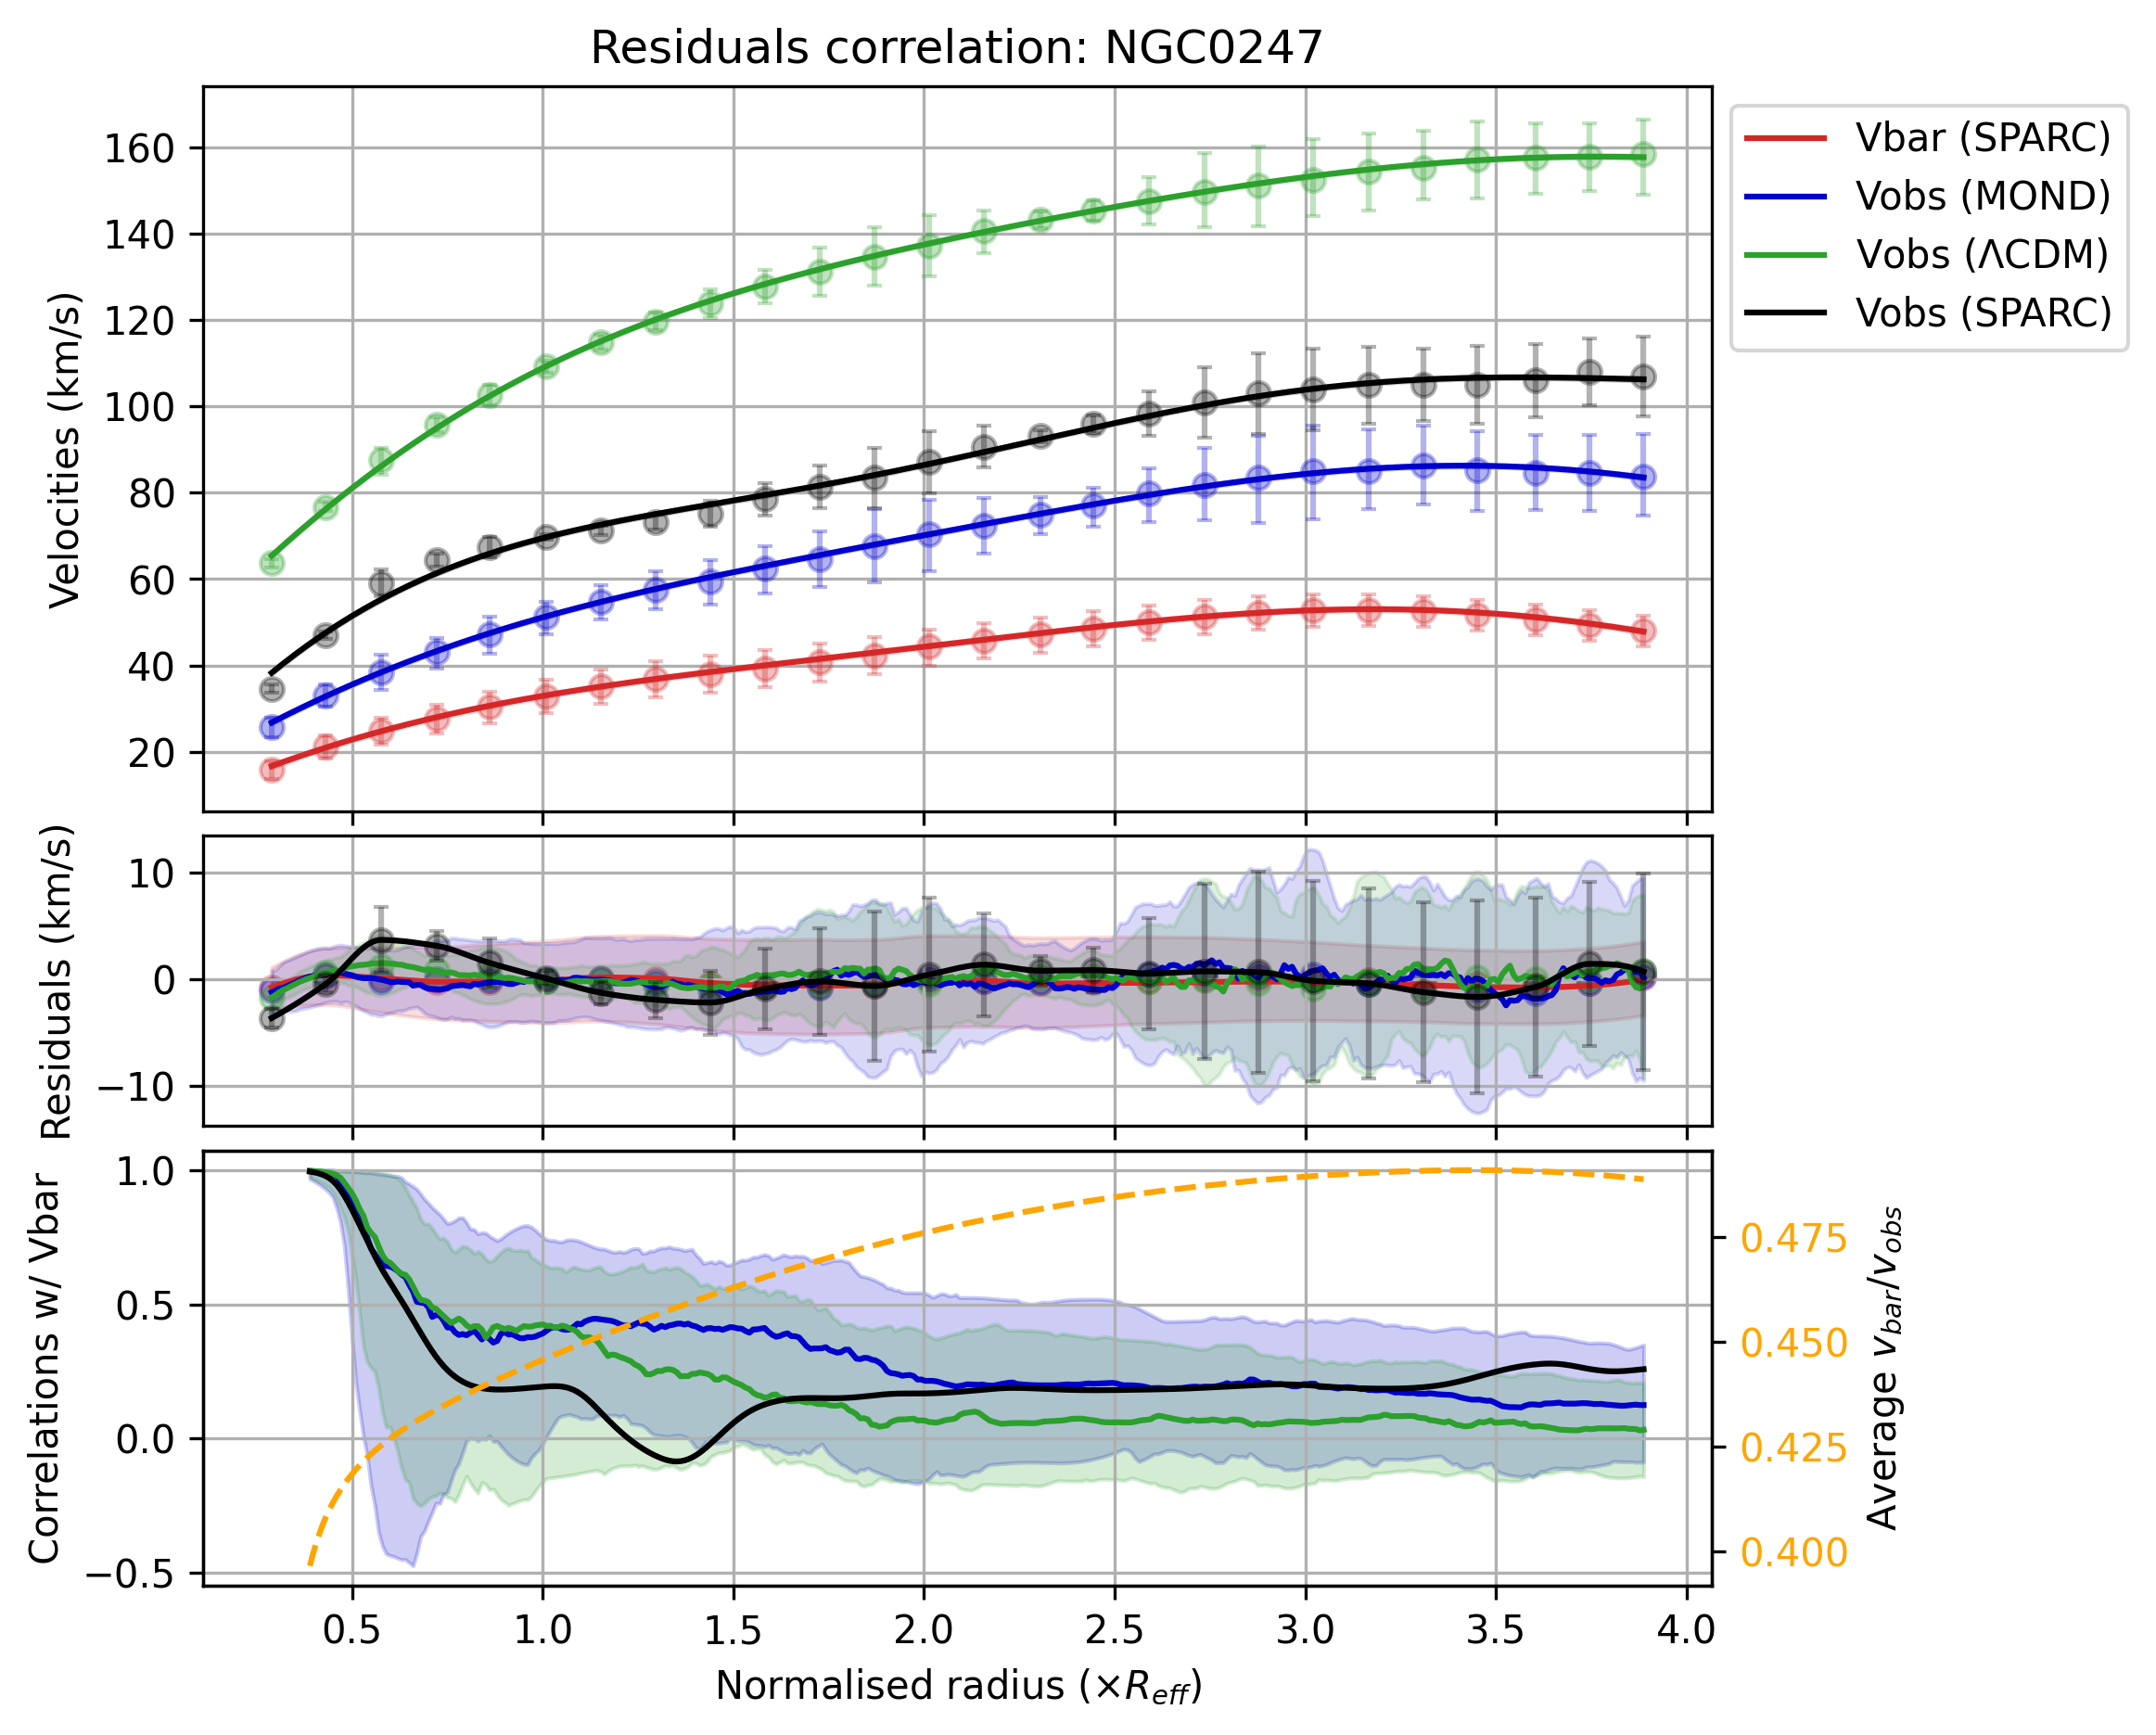 Residuals correlation: NGC0247
Velocities (km/s)
160
140
120
100
80
60
40
20
Vbar (SPARC)
Vobs (MOND)
Vobs (ΛCDM)
Vobs (SPARC)
Residuals (km/s)
10
0
−10
Correlations w/ Vbar
1.0
0.5
0.0
−0.5
0.475
0.450
0.425
0.400
Average v_bar/v_obs
0.5 1.0 1.5 2.0 2.5 3.0 3.5 4.0
Normalised radius (×R_eff)